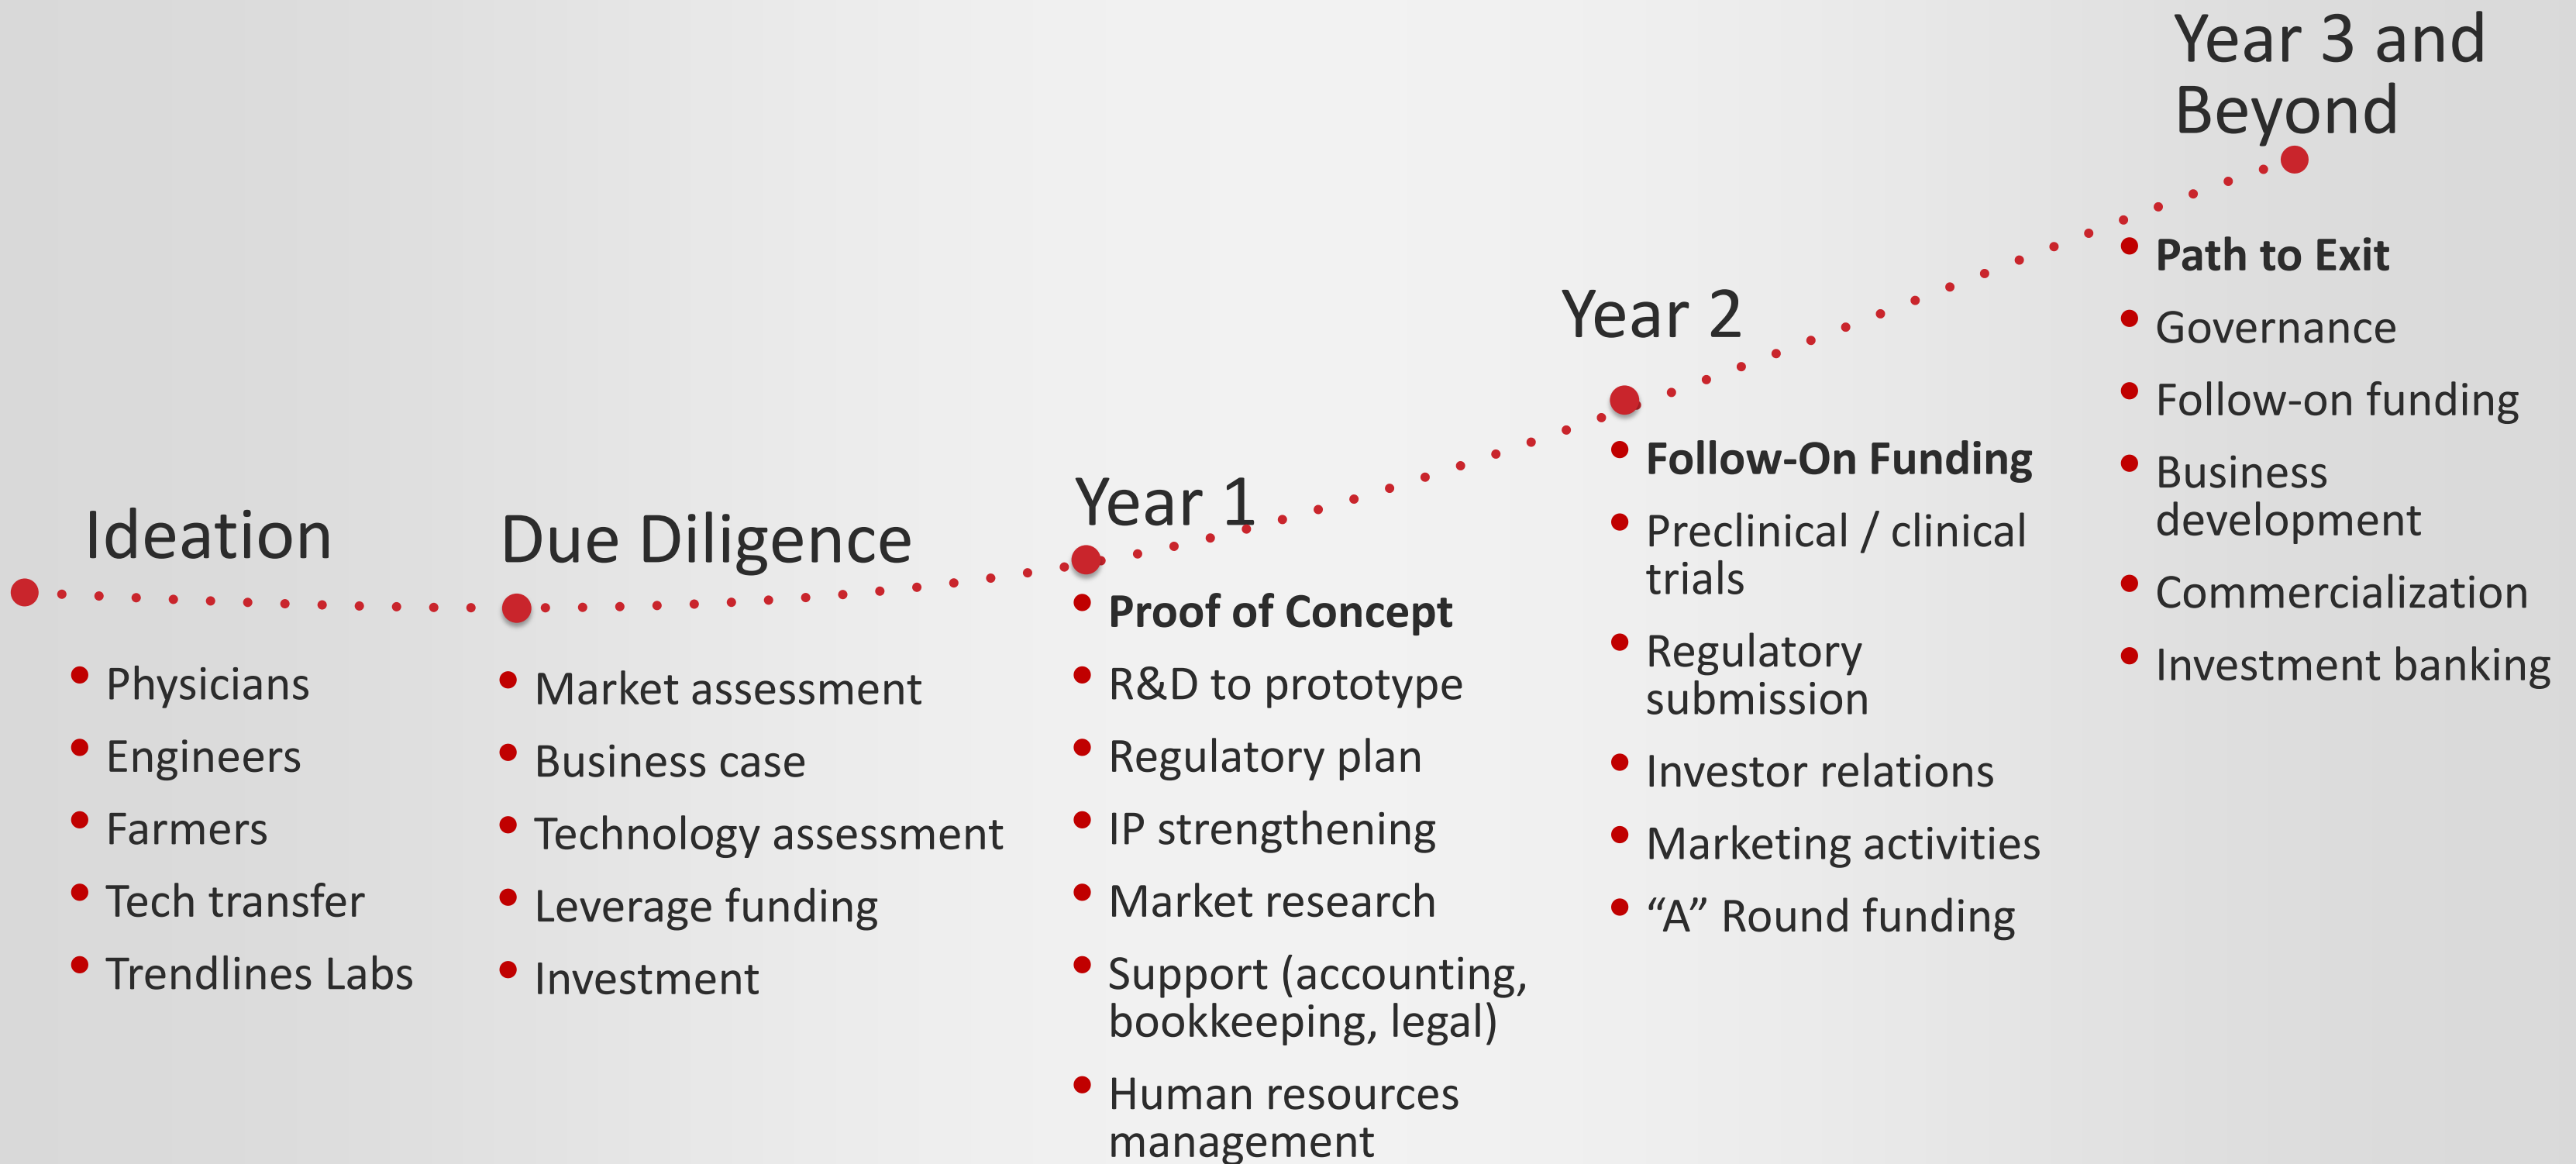 Ideation
Physicians
Engineers
Farmers
Tech transfer
Trendlines Labs
Due Diligence
Market assessment
Business case
Technology assessment
Leverage funding
Investment
Year 1
Proof of Concept
R&D to prototype
Regulatory plan
IP strengthening
Market research
Support (accounting,
bookkeeping, legal)
Human resources
management
Year 2
Follow-On Funding
Preclinical / clinical
trials
Regulatory
submission
Investor relations
Marketing activities
“A” Round funding
Year 3 and
Beyond
Path to Exit
Governance
Follow-on funding
Business
development
Commercialization
Investment banking